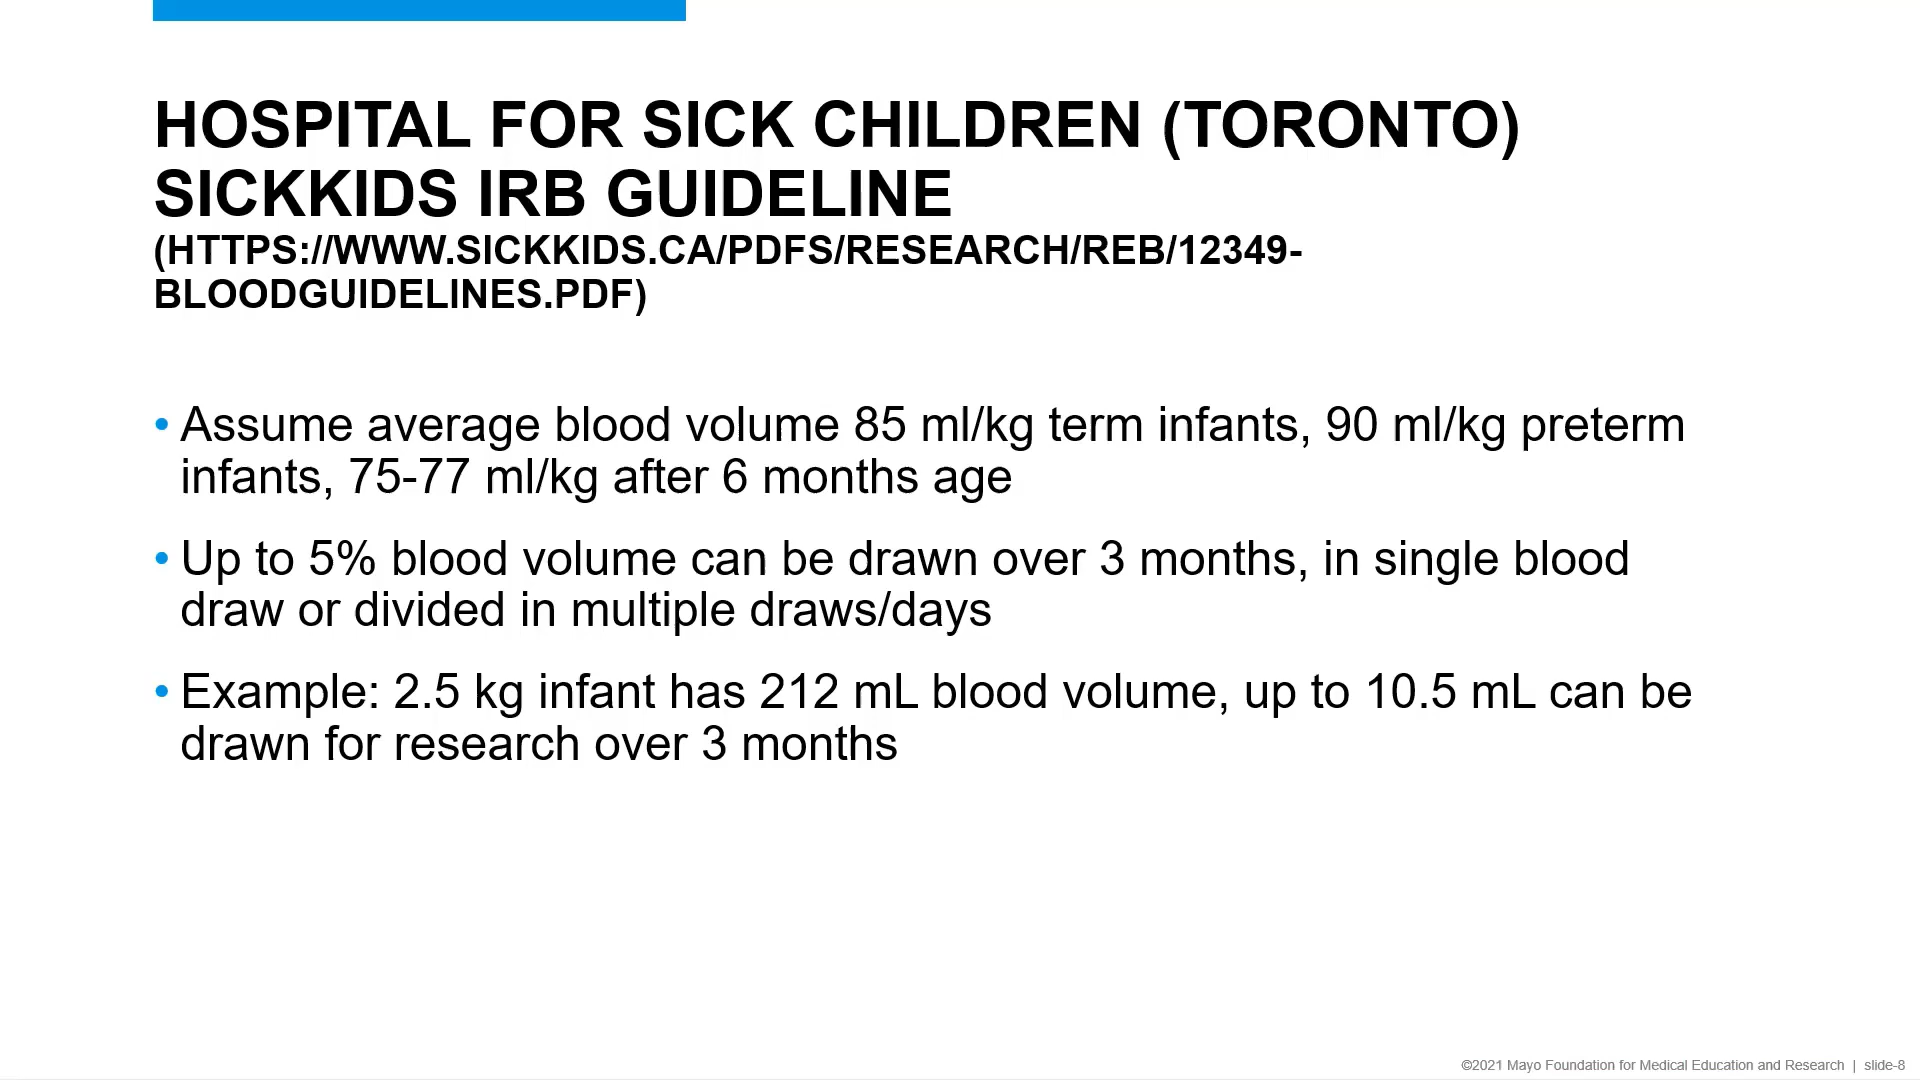 HOSPITAL FOR SICK CHILDREN (TORONTO)
SICKKIDS IRB GUIDELINE
(HTTPS://WWW.SICKKIDS.CA/PDFS/RESEARCH/REB/12349-
BLOODGUIDELINES.PDF)
• Assume average blood volume 85 ml/kg term infants, 90 ml/kg preterm
infants, 75-77 ml/kg after 6 months age
• Up to 5% blood volume can be drawn over 3 months, in single blood
draw or divided in multiple draws/days
• Example: 2.5 kg infant has 212 mL blood volume, up to 10.5 mL can be
drawn for research over 3 months
©2021 Mayo Foundation for Medical Education and Research | slide-8